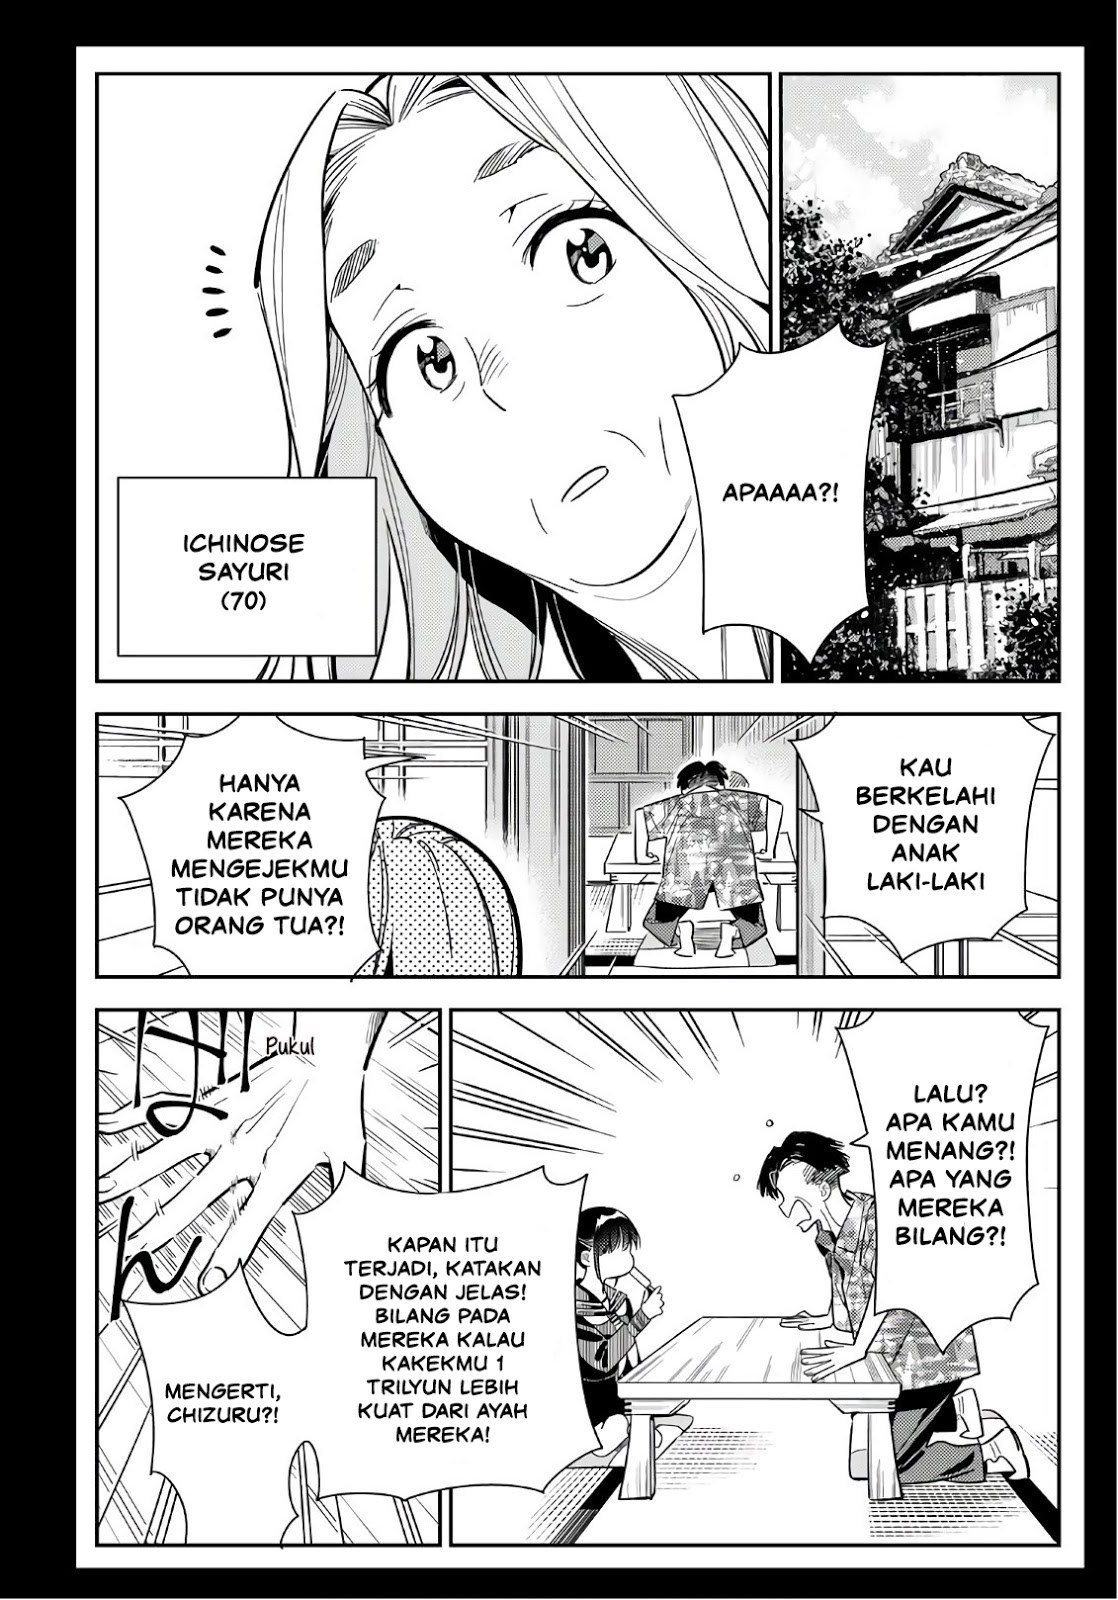 APAAAA?!
ICHINOSE
SAYURI
(70)
KAU
BERKELAHI
DENGAN
ANAK
LAKI-LAKI
HANYA
KARENA
MEREKA
MENGEJEKMU
TIDAK PUNYA
ORANG TUA?!
LALU?
APA KAMU
MENANG?!
APA YANG
MEREKA
BILANG?!
KAPAN ITU
TERJADI, KATAKAN
DENGAN JELAS!
BILANG PADA
MEREKA KALAU
KAKEKMU 1
TRILYUN LEBIH
KUAT DARI AYAH
MEREKA!
Pukul
MENGERTI,
CHIZURU?!